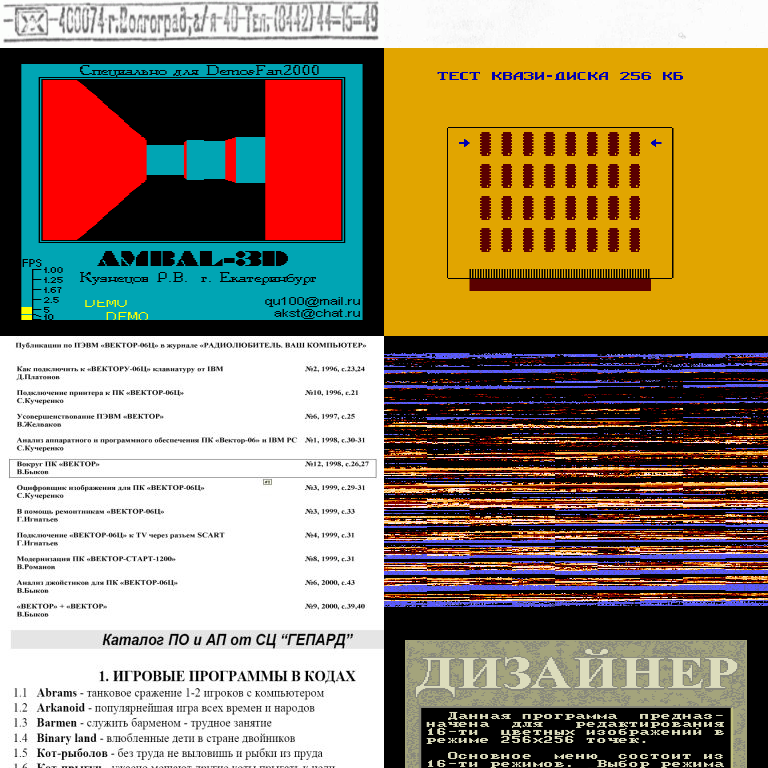 400074 г.Волгоград,а/я-40 Тел.(8442)44-15-49
Специально для DemosFan2000
AMBAL-3D
Кузнецов Р.В. г. Екатеринбург
FPS
1.00
1.25
1.67
2.5
5
10
DEMO
DEMO
qu100@mail.ru
akst@chat.ru
ТЕСТ КВАЗИ-ДИСКА 256 КБ
Публикации по ПЭВМ «ВЕКТОР-06Ц» в журнале «РАДИОЛЮБИТЕЛЬ. ВАШ КОМПЬЮТЕР»
Как подключить к «ВЕКТОРУ-06Ц» клавиатуру от IBM №2, 1996, с.23,24
Д.Платонов
Подключение принтера к ПК «ВЕКТОР-06Ц» №10, 1996, с.21
С.Кучеренко
Усовершенствование ПЭВМ «ВЕКТОР» №6, 1997, с.25
В.Желваков
Анализ аппаратного и программного обеспечения ПК «Вектор-06» и IBM PC №1, 1998, с.30-31
С.Кучеренко
Вокруг ПК «ВЕКТОР» №12, 1998, с.26,27
В.Быков
Оцифровщик изображения для ПК «ВЕКТОР-06Ц» №3, 1999, с.29-31
С.Кучеренко
В помощь ремонтникам «ВЕКТОР-06Ц» №3, 1999, с.33
Г.Игнатьев
Подключение «ВЕКТОР-06Ц» к TV через разъем SCART №4, 1999, с.31
Г.Игнатьев
Модернизация ПК «ВЕКТОР-СТАРТ-1200» №8, 1999, с.31
В.Романов
Анализ джойстиков для ПК «ВЕКТОР-06Ц» №6, 2000, с.43
В.Быков
«ВЕКТОР» + «ВЕКТОР» №9, 2000, с.39,40
В.Быков
Каталог ПО и АП от СЦ “ГЕПАРД”
1. ИГРОВЫЕ ПРОГРАММЫ В КОДАХ
1.1 Abrams - танковое сражение 1-2 игроков с компьютером
1.2 Arkanoid - популярнейшая игра всех времен и народов
1.3 Barmen - служить барменом - трудное занятие
1.4 Binary land - влюбленные дети в стране двойников
1.5 Кот-рыболов - без труда не выловишь и рыбки из пруда
ДИЗАЙНЕР
Данная программа предназ-
начена для редактирования
16-ти цветных изображений в
режиме 256х256 точек.
Основное меню состоит из
16-ти режимов. Выбор режима